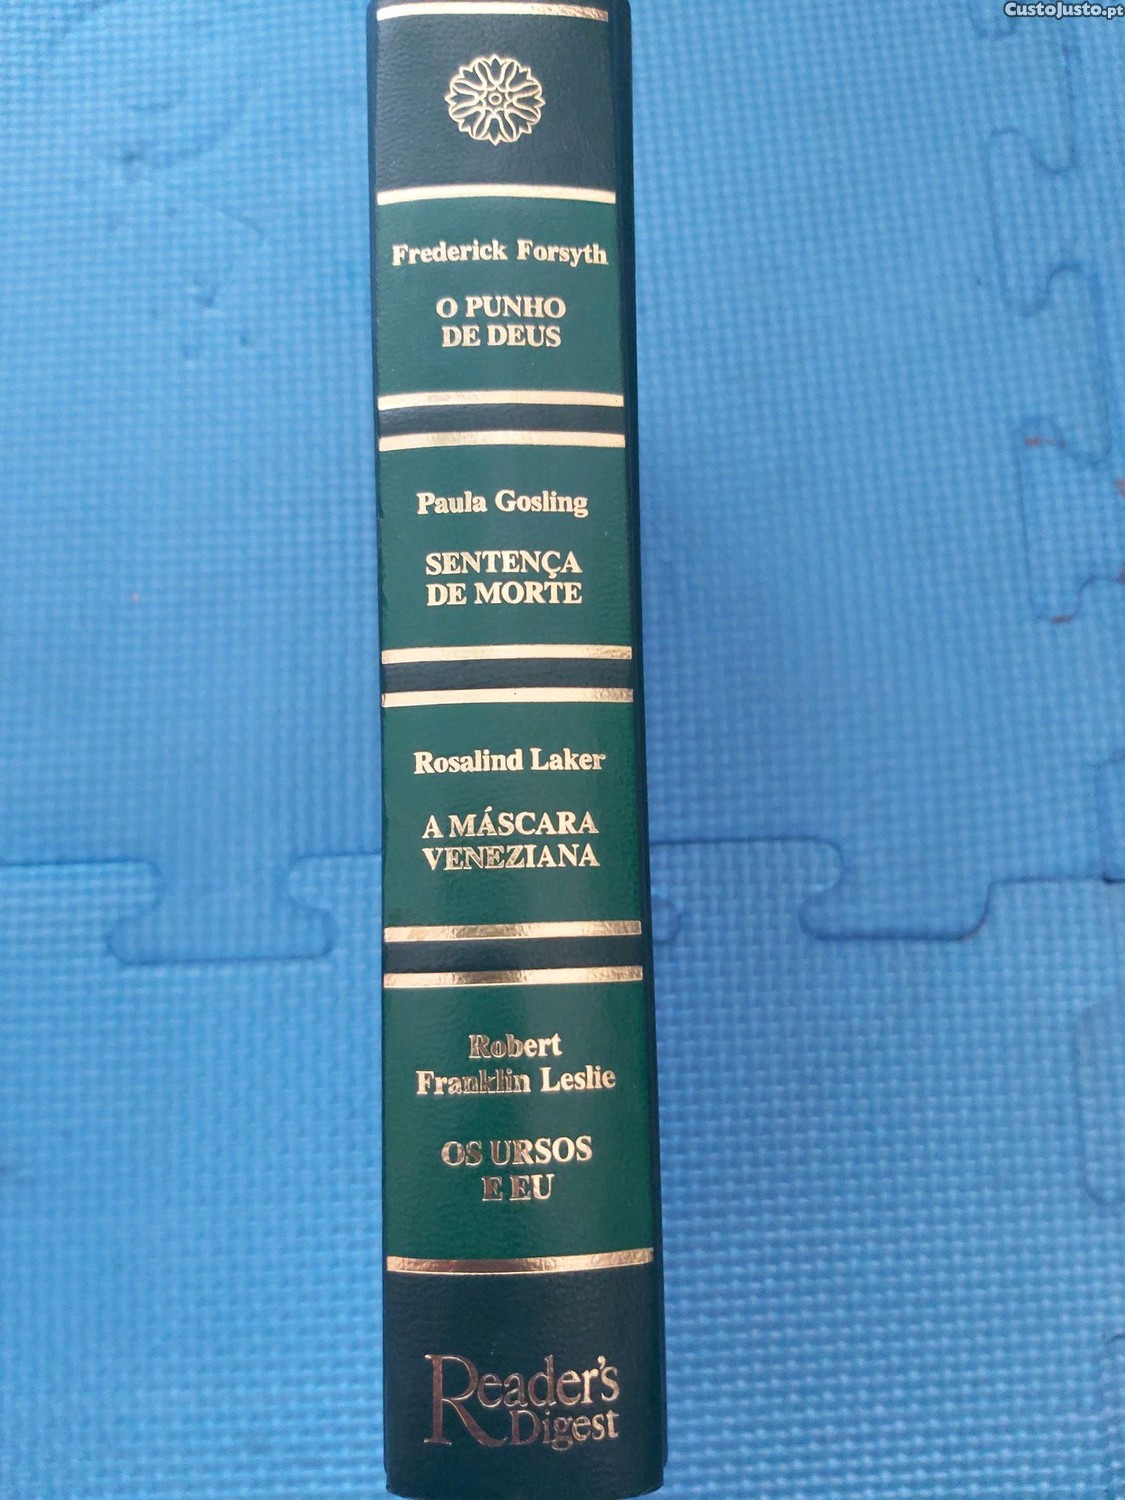 CustoJusto.pt
Frederick Forsyth
O PUNHO
DE DEUS
Paula Gosling
SENTENÇA
DE MORTE
Rosalind Laker
A MÁSCARA
VENEZIANA
Robert
Franklin Leslie
OS URSOS
E EU
Reader's
Digest